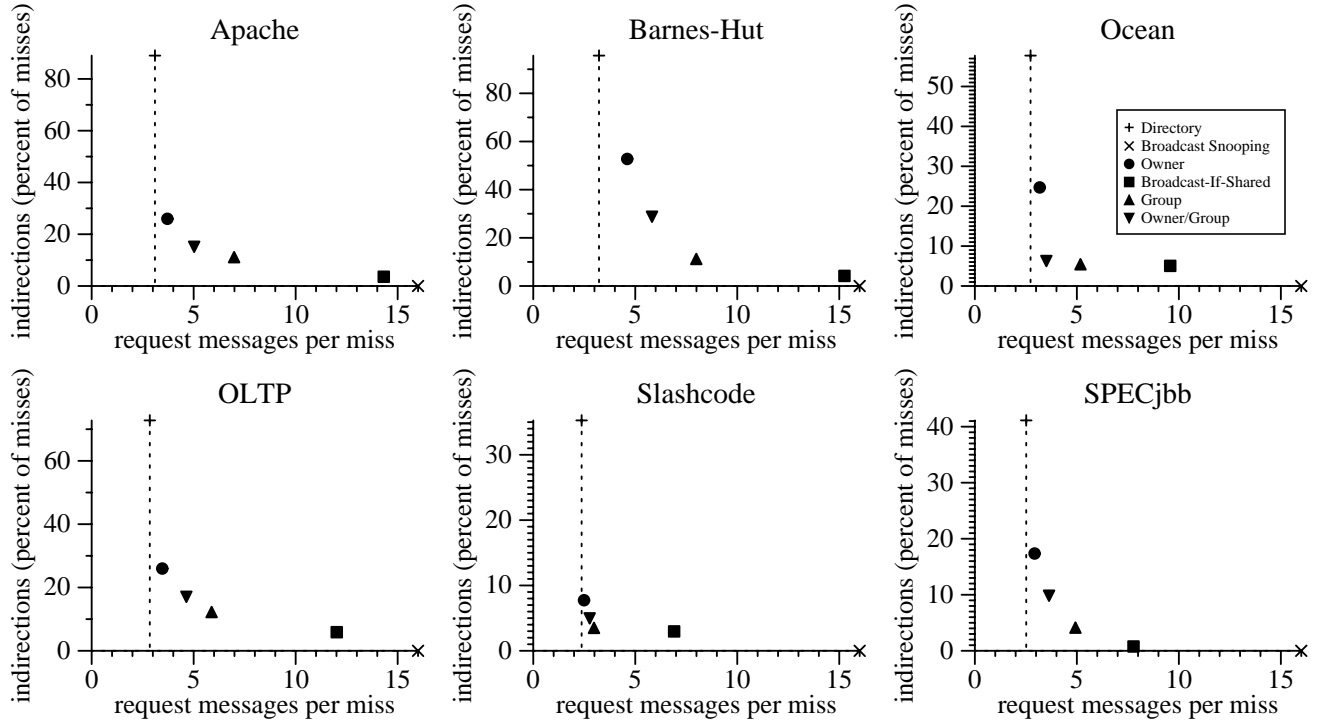 Apache
indirections (percent of misses)
80
60
40
20
0
0 5 10 15
request messages per miss
Barnes-Hut
indirections (percent of misses)
80
60
40
20
0
0 5 10 15
request messages per miss
Ocean
indirections (percent of misses)
50
40
30
20
10
0
0 5 10 15
request messages per miss
Directory
Broadcast Snooping
Owner
Broadcast-If-Shared
Group
Owner/Group
OLTP
indirections (percent of misses)
60
40
20
0
0 5 10 15
request messages per miss
Slashcode
indirections (percent of misses)
30
20
10
0
0 5 10 15
request messages per miss
SPECjbb
indirections (percent of misses)
40
30
20
10
0
0 5 10 15
request messages per miss